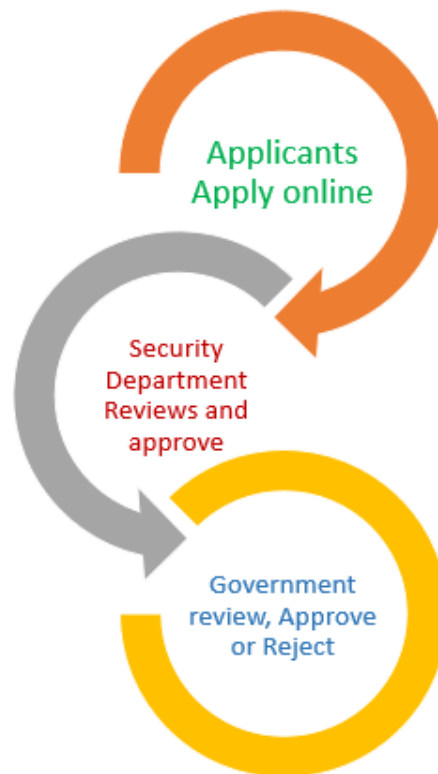 Applicants
Apply online
Security
Department
Reviews and
approve
Government
review, Approve
or Reject